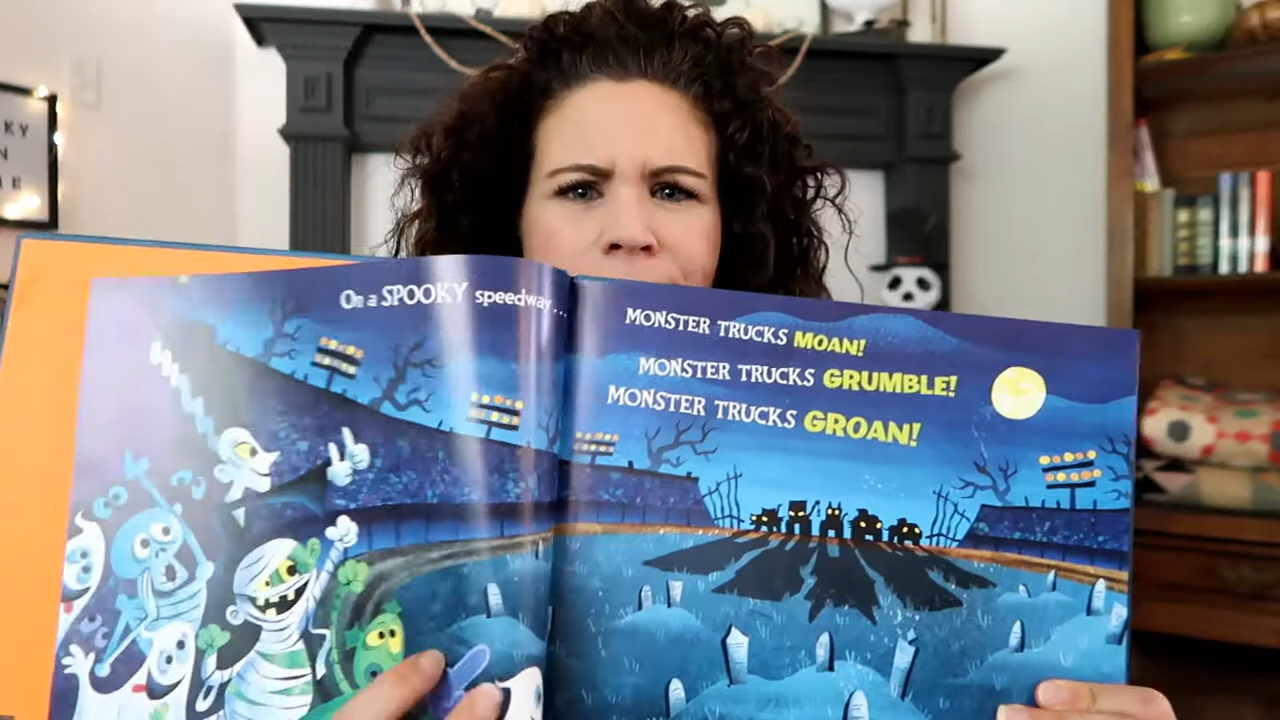 On a SPOOKY speedway...
MONSTER TRUCKS MOAN!
MONSTER TRUCKS GRUMBLE!
MONSTER TRUCKS GROAN!